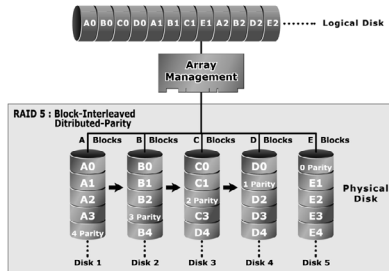 A0 B0 C0 D0 A1 B1 C1 E1 A2 B2 D2 E2
Logical Disk
Array
Management
RAID 5 : Block-Interleaved
Ditributed-Parity
A Blocks B Blocks C Blocks D Blocks E Blocks
A0 B0 C0 D0 0 Parity
A1 B1 C1 1 Parity E1
A2 B2 2 Parity D2 E2
A3 3 Parity C3 D3 E3
4 Parity B4 D4 D4 E4
Physical
Disk
Disk 1 Disk 2 Disk 3 Disk 4 Disk 5